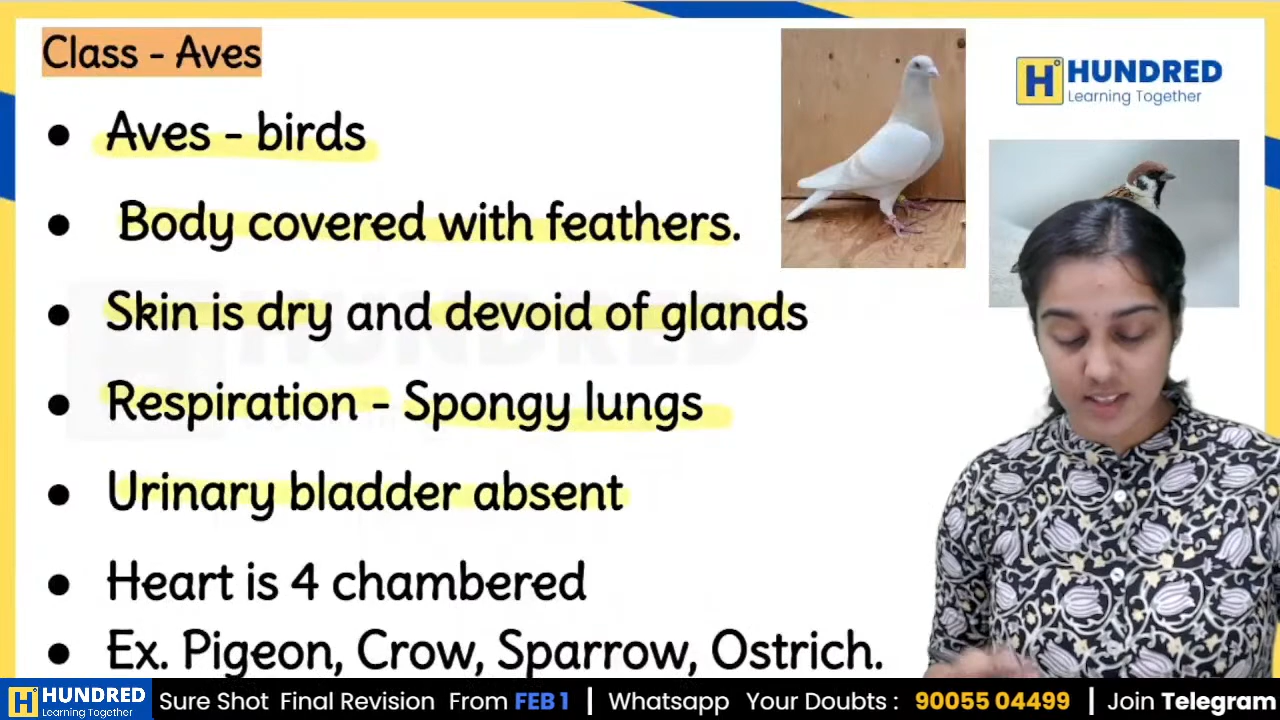 Class - Aves
HUNDRED
Learning Together
● Aves - birds
● Body covered with feathers.
● Skin is dry and devoid of glands
● Respiration - Spongy lungs
● Urinary bladder absent
● Heart is 4 chambered
● Ex. Pigeon, Crow, Sparrow, Ostrich.
HUNDRED
Learning Together
Sure Shot Final Revision From FEB 1 | Whatsapp Your Doubts : 90055 04499 | Join Telegram